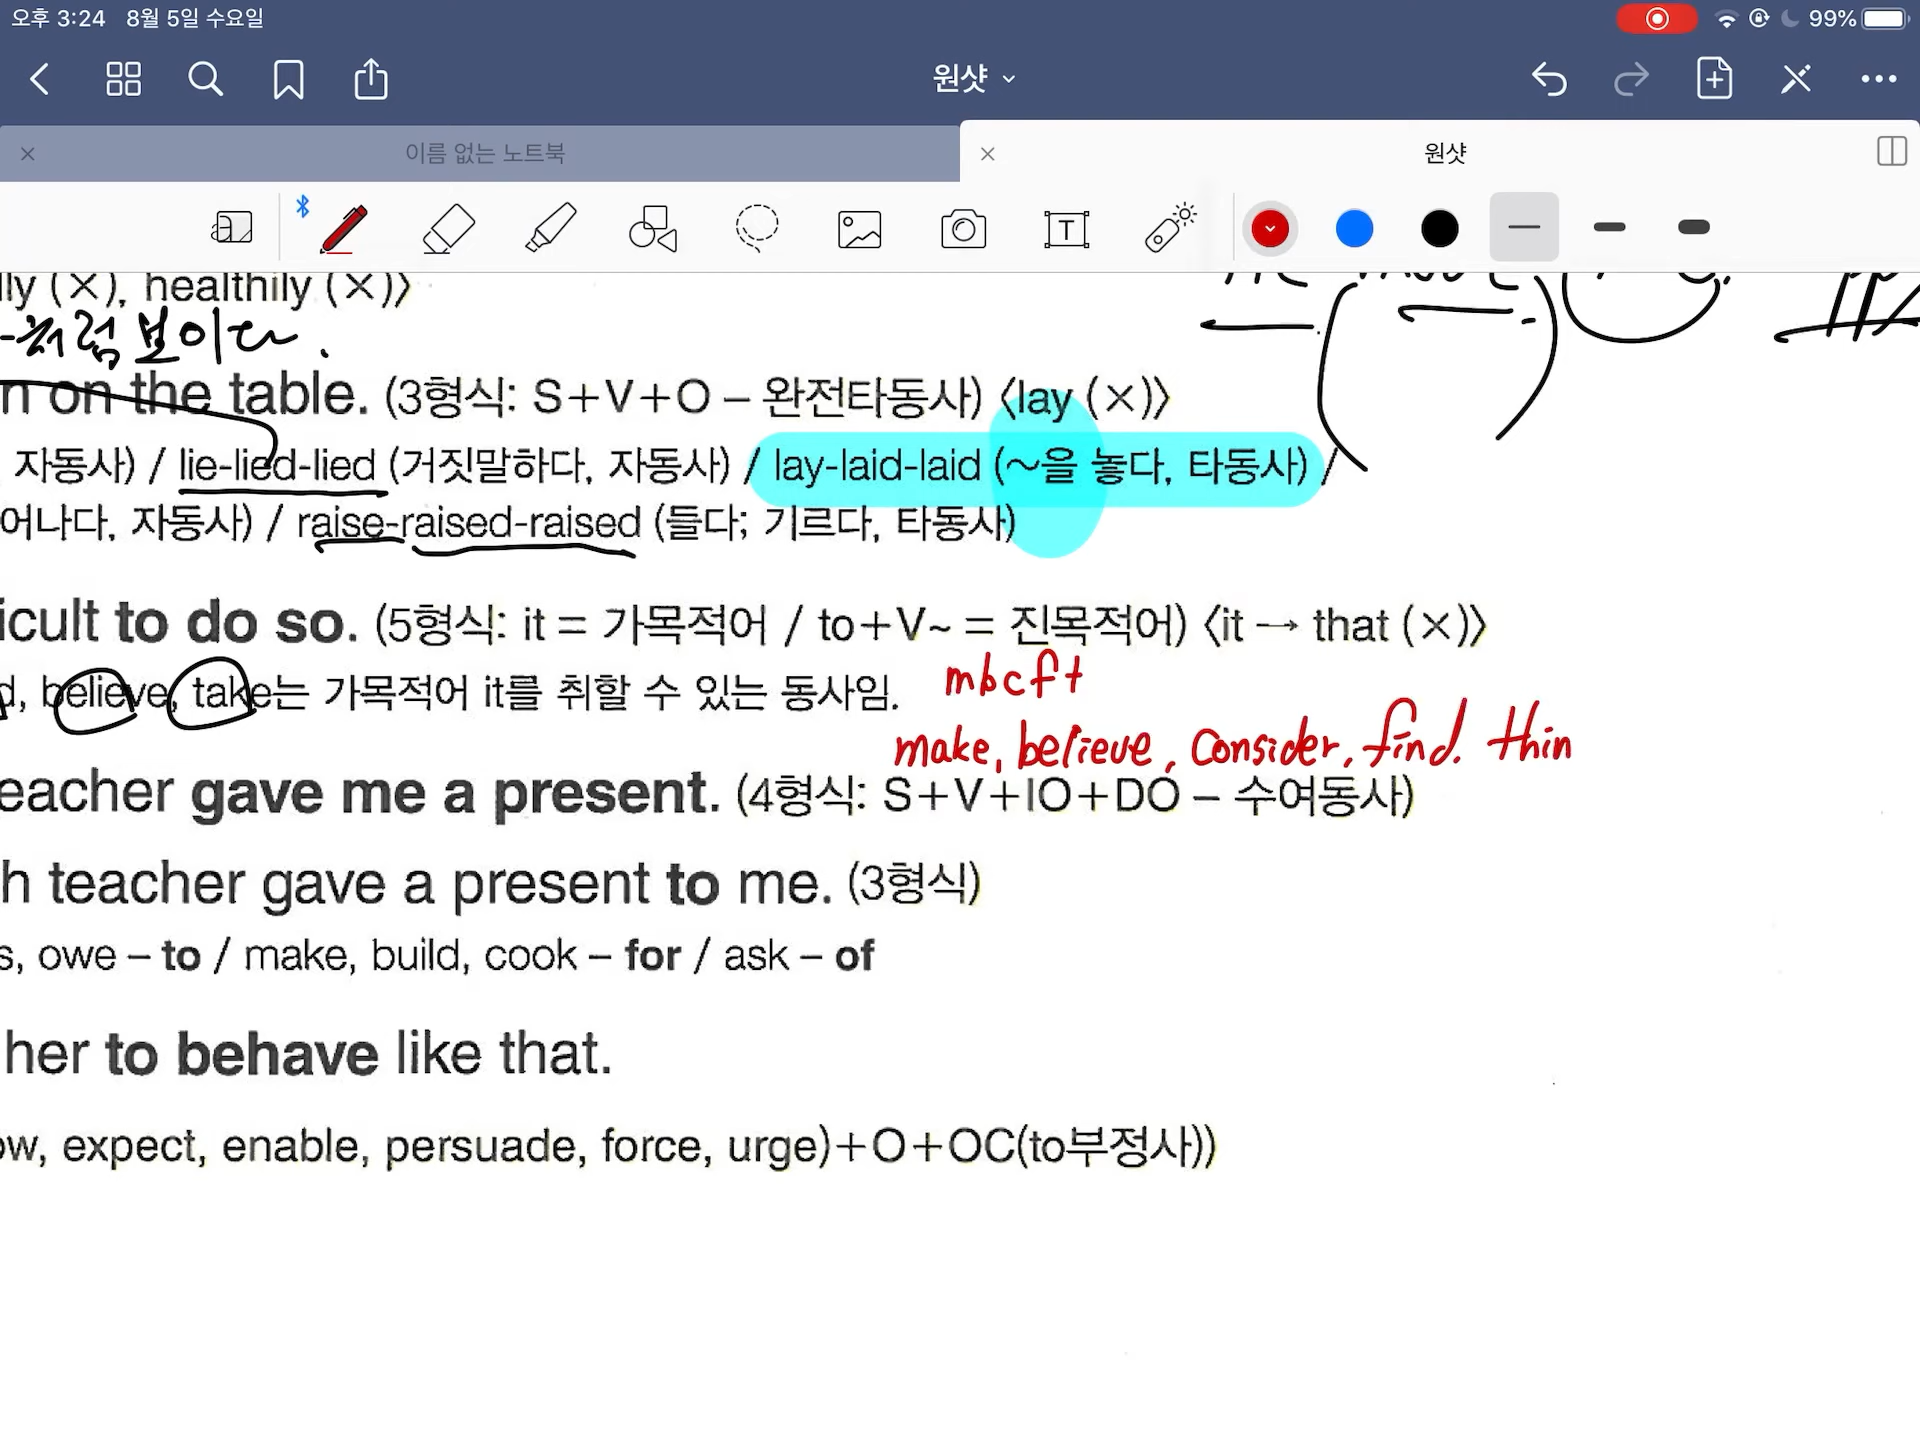 오후 3:24 8월 5일 수요일 99%
원샷
이름 없는 노트북 원샷
lly (×), healthily (×)〉
-처럼 보이다.
n on the table. (3형식: S+V+O – 완전타동사) 〈lay (×)〉
자동사) / lie-lied-lied (거짓말하다, 자동사) / lay-laid-laid (~을 놓다, 타동사) /
어나다, 자동사) / raise-raised-raised (들다; 기르다, 타동사)
icult to do so. (5형식: it = 가목적어 / to+V~ = 진목적어) 〈it → that (×)〉
d, believe, take는 가목적어 it를 취할 수 있는 동사임.
mbcft
make, believe, consider, find. thin
eacher gave me a present. (4형식: S+V+IO+DO – 수여동사)
h teacher gave a present to me. (3형식)
s, owe – to / make, build, cook – for / ask – of
her to behave like that.
ow, expect, enable, persuade, force, urge)+O+OC(to부정사))